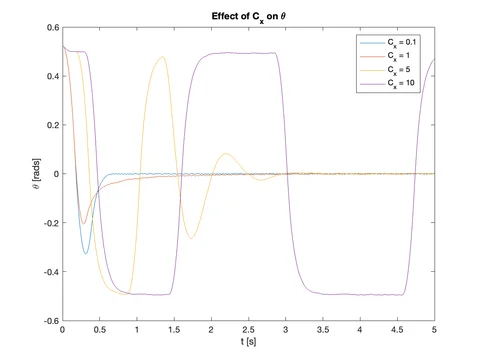 Effect of Cx on θ
Cx = 0.1
Cx = 1
Cx = 5
Cx = 10
0.6
0.4
0.2
0
-0.2
-0.4
-0.6
θ [rads]
0 0.5 1 1.5 2 2.5 3 3.5 4 4.5 5
t [s]